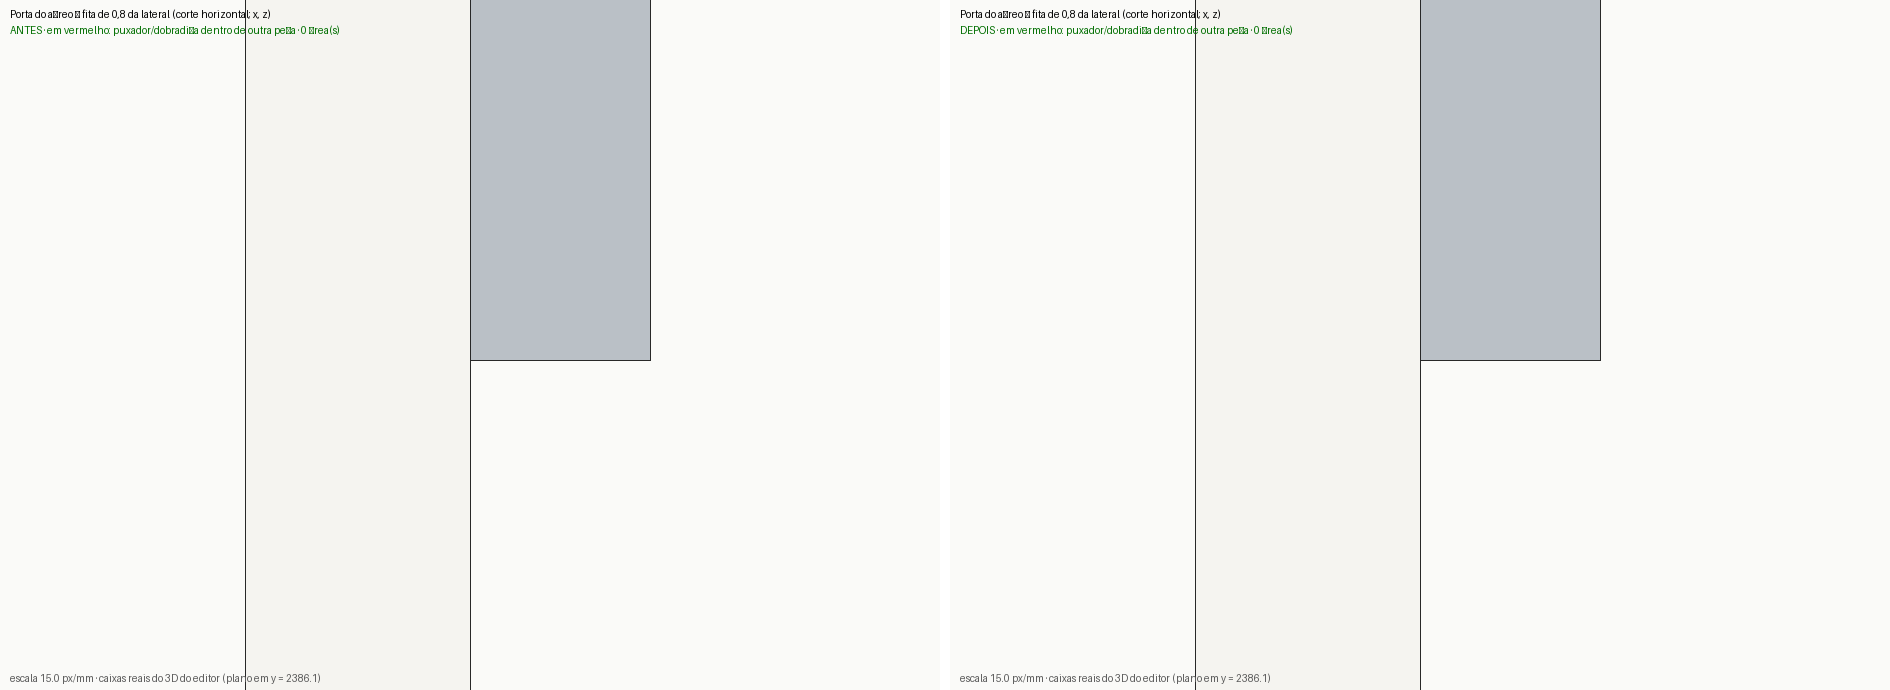 Porta do a□reo □ fita de 0,8 da lateral (corte horizontal; x, z)
ANTES · em vermelho: puxador/dobradi□a dentro de outra pe□a · 0 □rea(s)
escala 15.0 px/mm · caixas reais do 3D do editor (plano em y = 2386.1)
Porta do a□reo □ fita de 0,8 da lateral (corte horizontal; x, z)
DEPOIS · em vermelho: puxador/dobradi□a dentro de outra pe□a · 0 □rea(s)
escala 15.0 px/mm · caixas reais do 3D do editor (plano em y = 2386.1)